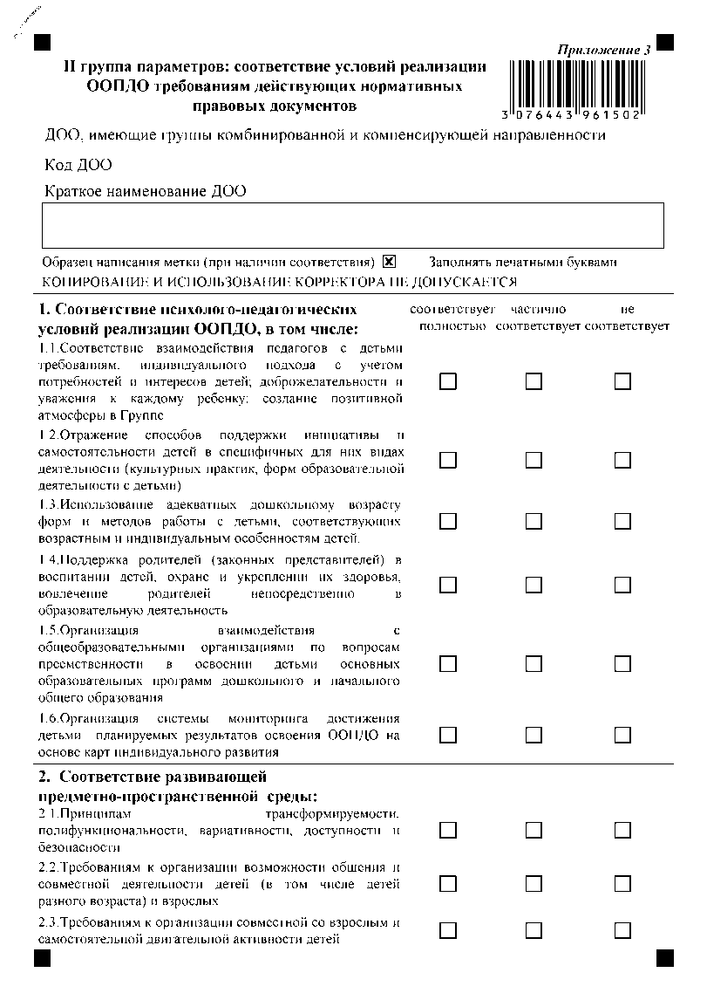 Приложение 3
II группа параметров: соответствие условий реализации
ООПДО требованиям действующих нормативных
правовых документов
3 076443 961502
ДОО, имеющие группы комбинированной и компенсирующей направленности
Код ДОО
Краткое наименование ДОО
Образец написания метки (при наличии соответствия) ☒ Заполнять печатными буквами
КОПИРОВАНИЕ И ИСПОЛЬЗОВАНИЕ КОРРЕКТОРА НЕ ДОПУСКАЕТСЯ
1. Соответствие психолого-педагогических
условий реализации ООПДО, в том числе:
соответствует частично не
полностью соответствует соответствует
1.1.Соответствие взаимодействия педагогов с детьми
требованиям: индивидуального подхода с учетом
потребностей и интересов детей; доброжелательности и
уважения к каждому ребенку; создание позитивной
атмосферы в Группе
1.2.Отражение способов поддержки инициативы и
самостоятельности детей в специфичных для них видах
деятельности (культурных практик, форм образовательной
деятельности с детьми)
1.3.Использование адекватных дошкольному возрасту
форм и методов работы с детьми, соответствующих
возрастным и индивидуальным особенностям детей.
1.4.Поддержка родителей (законных представителей) в
воспитании детей, охране и укреплении их здоровья,
вовлечение родителей непосредственно в
образовательную деятельность
1.5.Организация взаимодействия с
общеобразовательными организациями по вопросам
преемственности в освоении детьми основных
образовательных программ дошкольного и начального
общего образования
1.6.Организация системы мониторинга достижения
детьми планируемых результатов освоения ООПДО на
основе карт индивидуального развития
2. Соответствие развивающей
предметно-пространственной среды:
2.1.Принципам трансформируемости,
полифункциональности, вариативности, доступности и
безопасности
2.2.Требованиям к организации возможности общения и
совместной деятельности детей (в том числе детей
разного возраста) и взрослых
2.3.Требованиям к организации совместной со взрослым и
самостоятельной двигательной активности детей